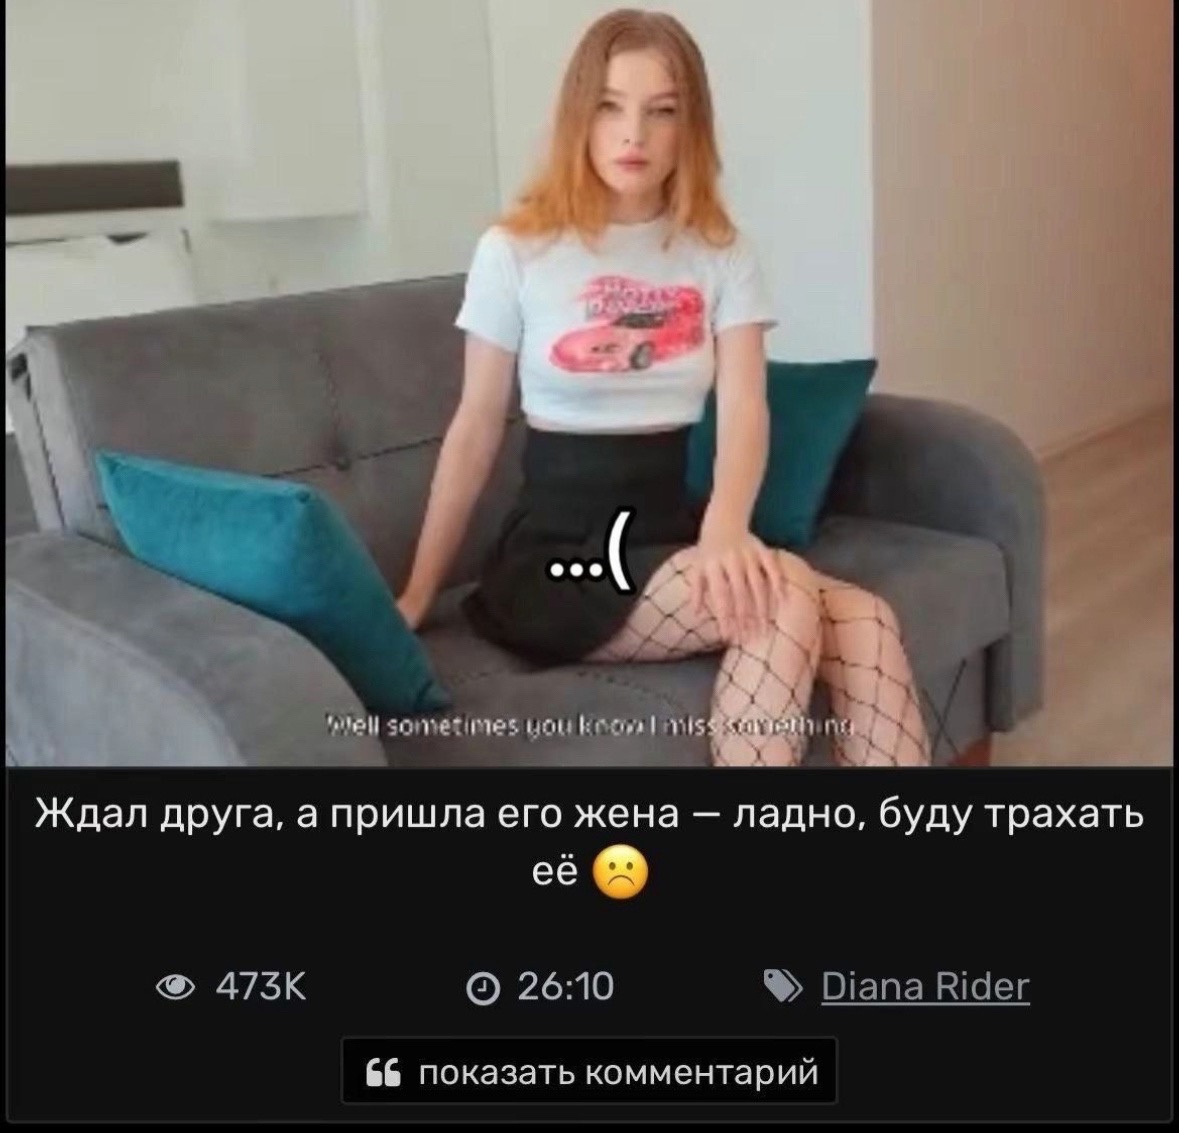 ...(
Well sometimes you know I miss something
Ждал друга, а пришла его жена — ладно, буду трахать
её ☹️
473K 26:10 Diana Rider
показать комментарий